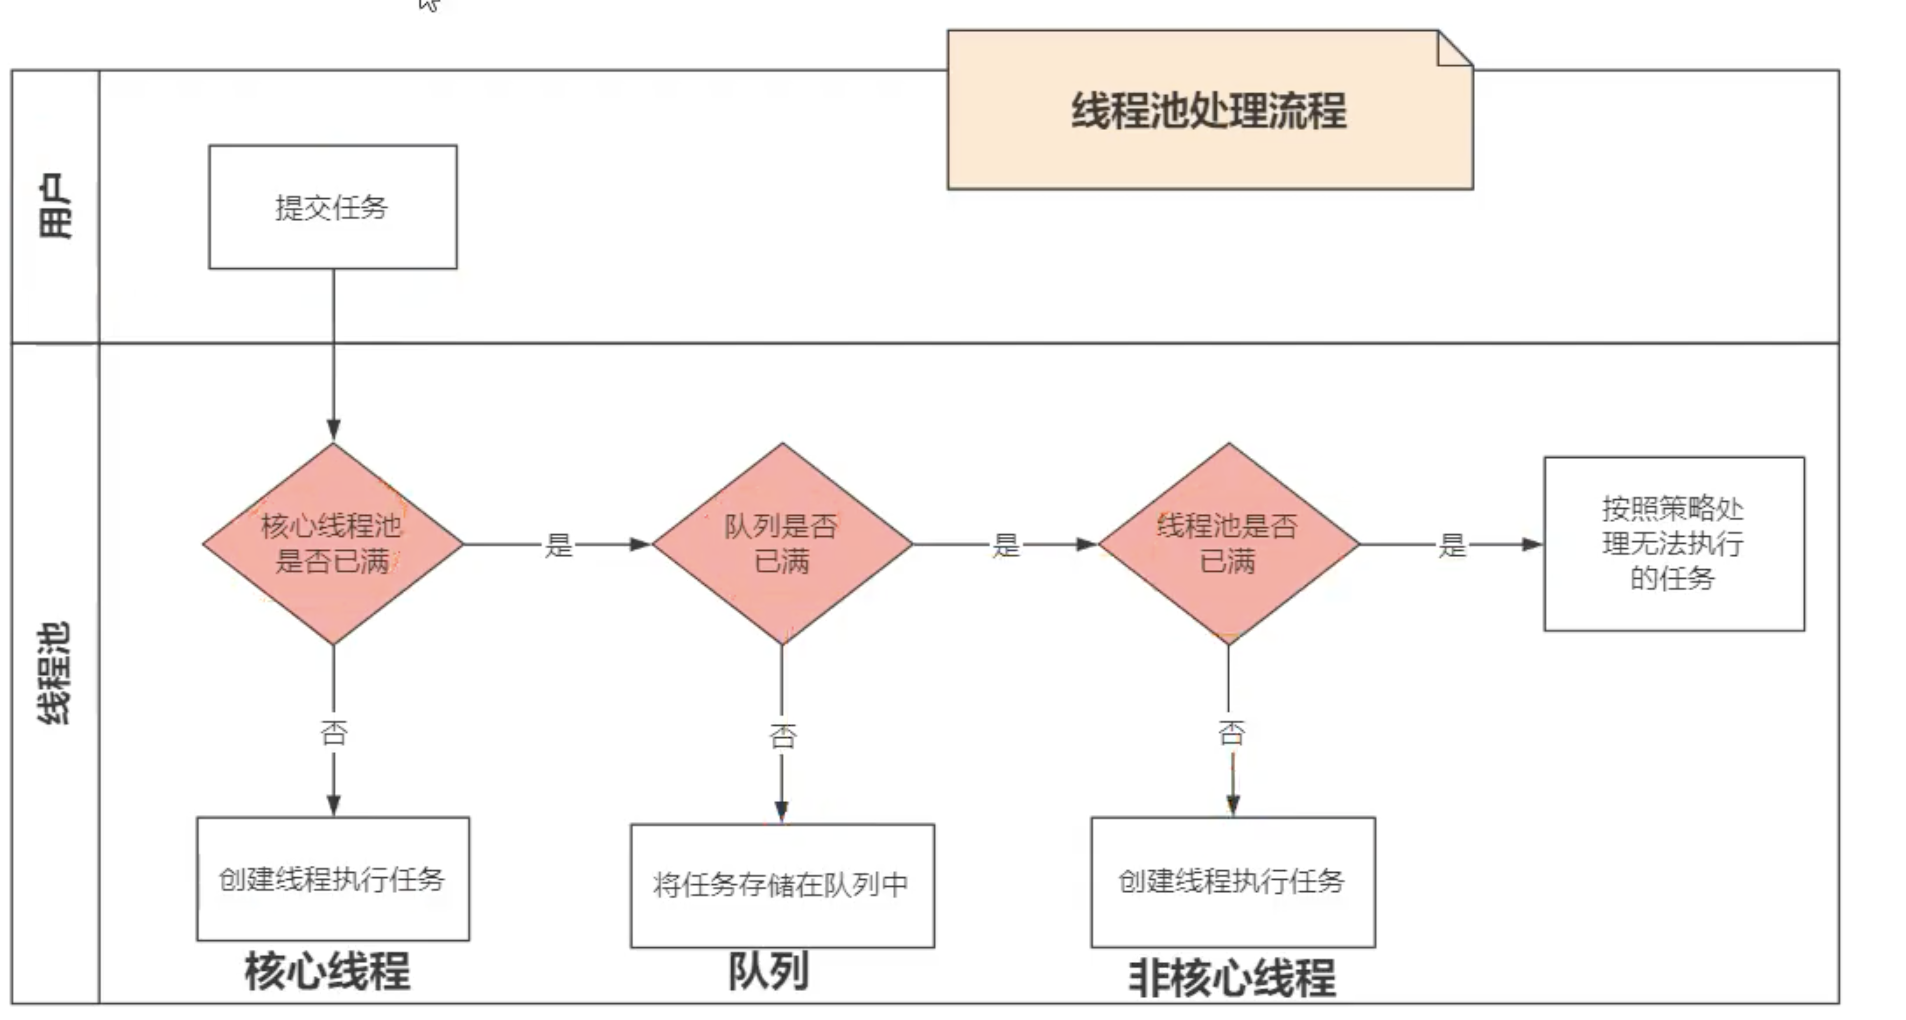 线程池处理流程
用户
提交任务
线程池
核心线程池
是否已满
是
队列是否
已满
是
线程池是否
已满
是
按照策略处
理无法执行
的任务
否
否
否
创建线程执行任务
将任务存储在队列中
创建线程执行任务
核心线程
队列
非核心线程